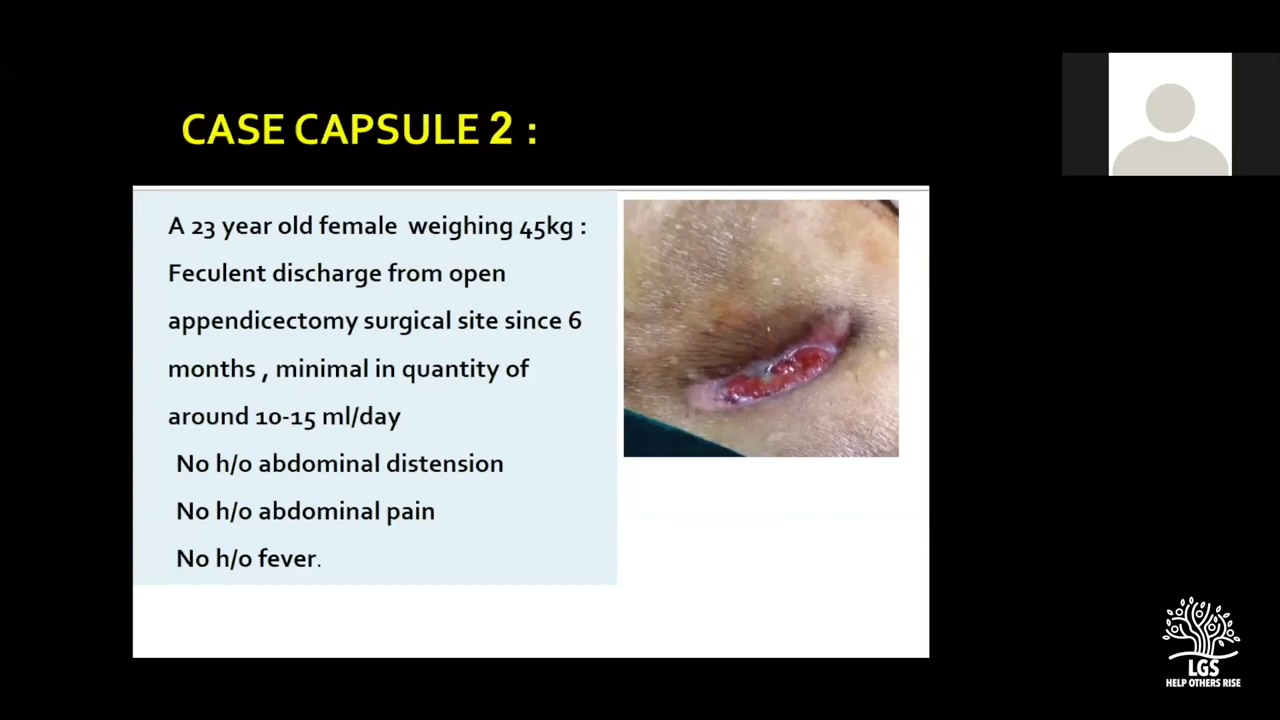 CASE CAPSULE 2 :
A 23 year old female weighing 45kg :
Feculent discharge from open
appendicectomy surgical site since 6
months , minimal in quantity of
around 10-15 ml/day
No h/o abdominal distension
No h/o abdominal pain
No h/o fever.
LGS
HELP OTHERS RISE